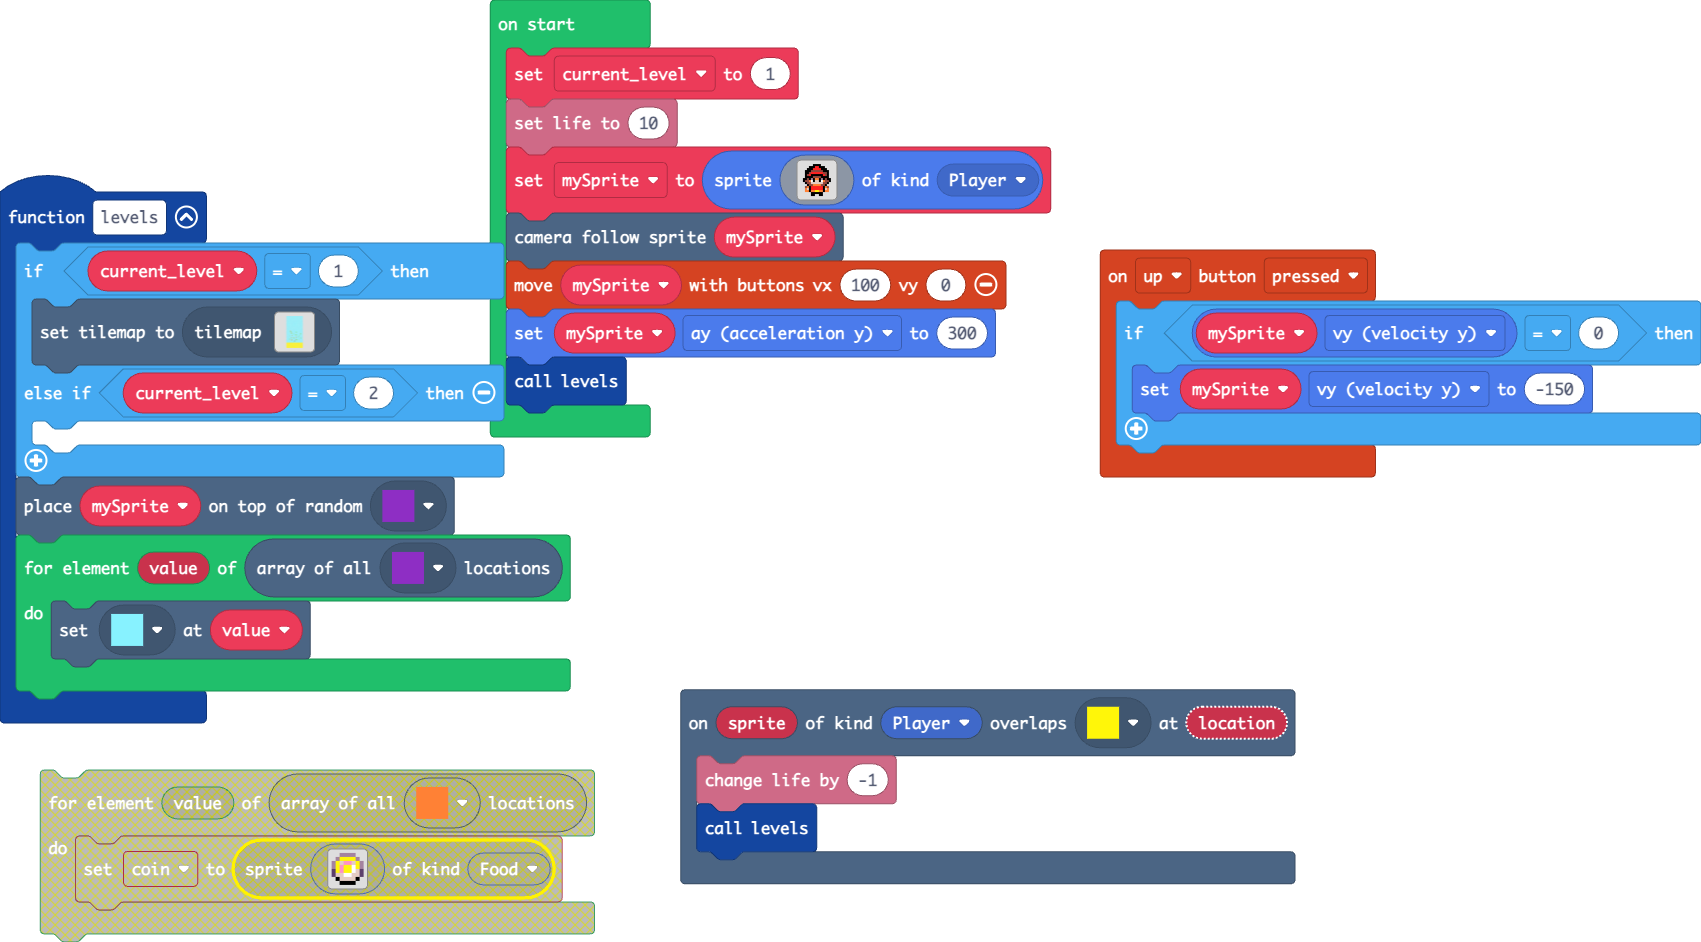 on start
set current_level to 1
set life to 10
set mySprite to sprite of kind Player
camera follow sprite mySprite
move mySprite with buttons vx 100 vy 0
set mySprite ay (acceleration y) to 300
call levels
function levels
if current_level = 1 then
set tilemap to tilemap
else if current_level = 2 then
place mySprite on top of random
for element value of array of all locations
do
set at value
on up button pressed
if mySprite vy (velocity y) = 0 then
set mySprite vy (velocity y) to -150
on sprite of kind Player overlaps at location
change life by -1
call levels
for element value of array of all locations
do
set coin to sprite of kind Food